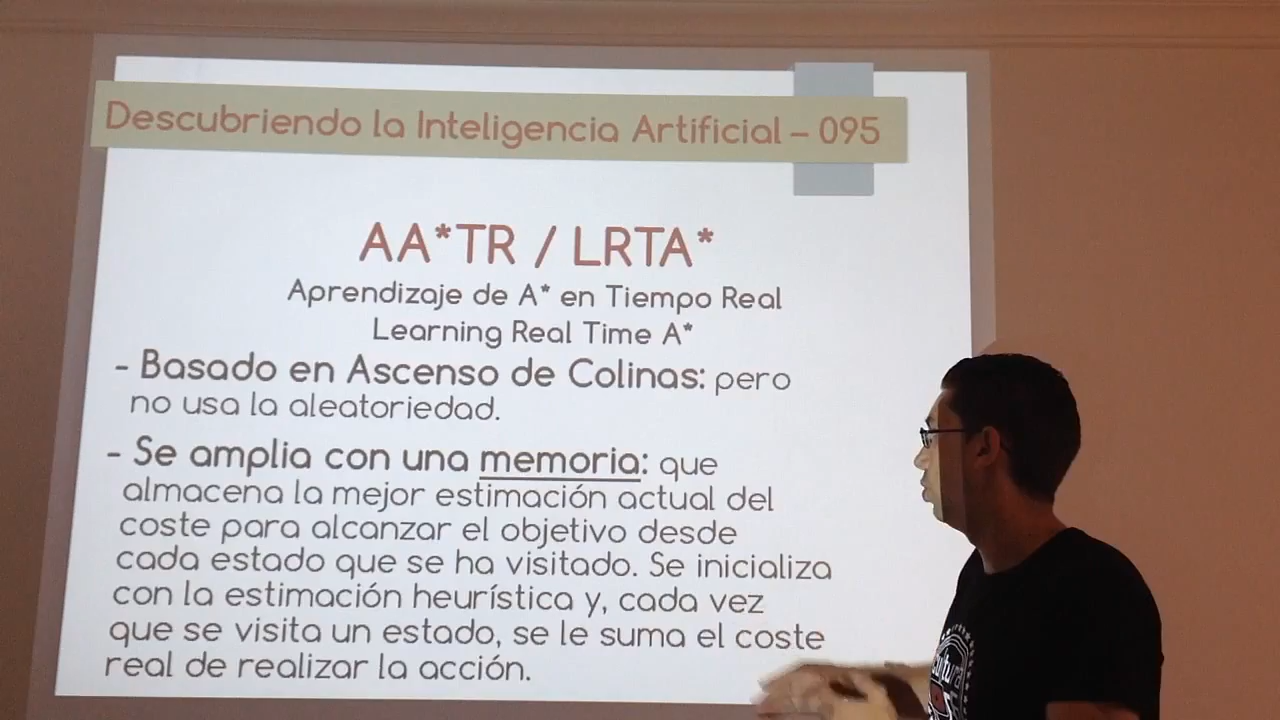 Descubriendo la Inteligencia Artificial – 095
AA*TR / LRTA*
Aprendizaje de A* en Tiempo Real
Learning Real Time A*
- Basado en Ascenso de Colinas: pero
no usa la aleatoriedad.
- Se amplia con una memoria: que
almacena la mejor estimación actual del
coste para alcanzar el objetivo desde
cada estado que se ha visitado. Se inicializa
con la estimación heurística y, cada vez
que se visita un estado, se le suma el coste
real de realizar la acción.